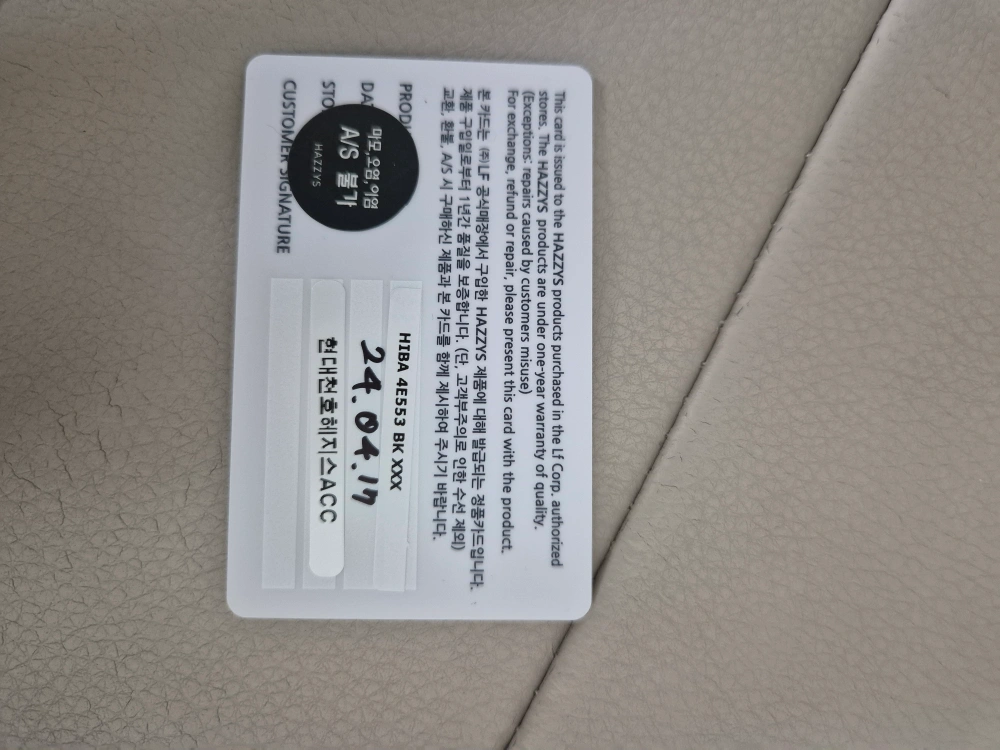 This card is issued to the HAZZYS products purchased in the Lf Corp. authorized
stores. The HAZZYS products are under one-year warranty of quality.
(Exceptions: repairs caused by customers misuse)
For exchange, refund or repair, please present this card with the product.
본 카드는 ㈜LF 공식매장에서 구입한 HAZZYS 제품에 대해 발급되는 정품카드입니다.
제품 구입일로부터 1년간 품질을 보증합니다. (단, 고객부주의로 인한 수선 제외)
교환, 환불, A/S 시 구매하신 제품과 본 카드를 함께 제시하여 주시기 바랍니다.
PRODU
HIBA 4E553 BK XXX
DA
24.04.17
STO
현대천호헤지스ACC
CUSTOMER SIGNATURE
마모,오염,이염
A/S 불가
HAZZYS